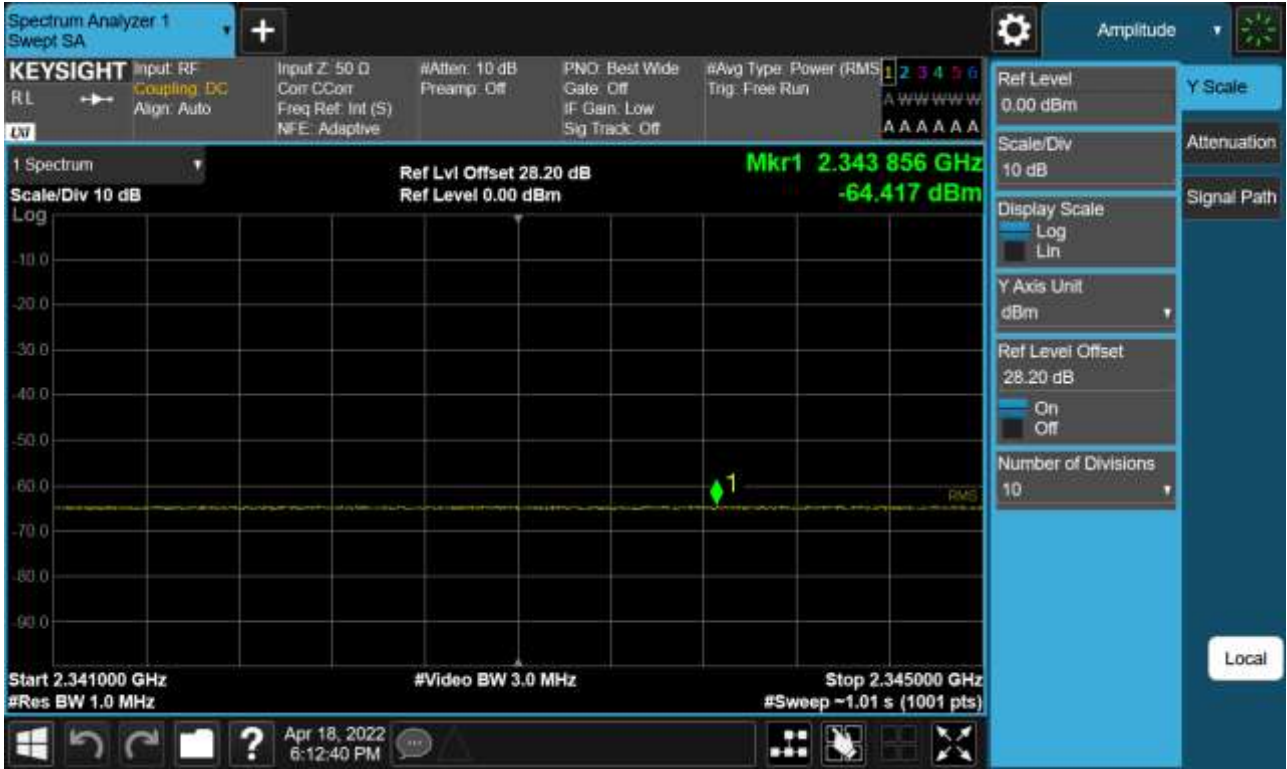 Spectrum Analyzer 1
Swept SA
+
Amplitude
KEYSIGHT
RL
LXI
Input: RF
Coupling: DC
Align: Auto
Input Z: 50 Ω
Corr CCorr
Freq Ref: Int (S)
NFE: Adaptive
#Atten: 10 dB
Preamp: Off
PNO: Best Wide
Gate: Off
IF Gain: Low
Sig Track: Off
#Avg Type: Power (RMS
Trig: Free Run
1 2 3 4 5 6
A W W W W W
A A A A A A
1 Spectrum
Scale/Div 10 dB
Log
Ref Lvl Offset 28.20 dB
Ref Level 0.00 dBm
Mkr1 2.343 856 GHz
-64.417 dBm
-10.0
-20.0
-30.0
-40.0
-50.0
-60.0
-70.0
-80.0
-90.0
1
RMS
Start 2.341000 GHz
#Res BW 1.0 MHz
#Video BW 3.0 MHz
Stop 2.345000 GHz
#Sweep ~1.01 s (1001 pts)
Ref Level
0.00 dBm
Scale/Div
10 dB
Display Scale
Log
Lin
Y Axis Unit
dBm
Ref Level Offset
28.20 dB
On
Off
Number of Divisions
10
Y Scale
Attenuation
Signal Path
Local
?
Apr 18, 2022
6:12:40 PM